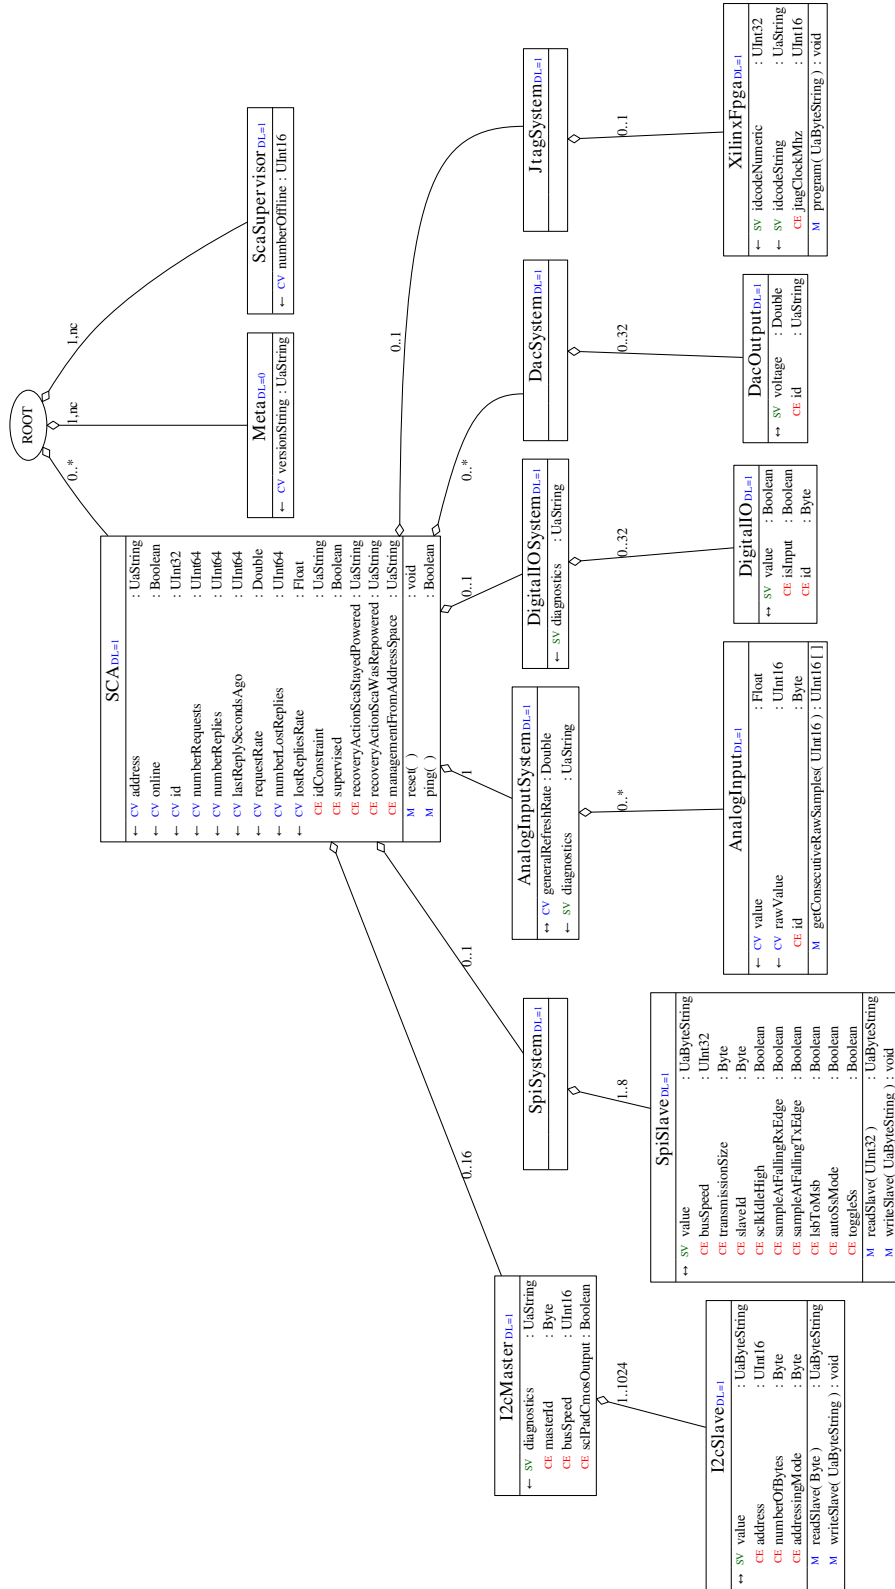 ROOT
0..*
1,nc
1,nc
SCA DL=1
← CV address : UaString
← CV online : Boolean
← CV id : UInt32
← CV numberRequests : UInt64
← CV numberReplies : UInt64
← CV lastReplySecondsAgo : UInt64
← CV requestRate : Double
← CV numberLostReplies : UInt64
← CV lostRepliesRate : Float
CE idConstraint : UaString
CE supervised : Boolean
CE recoveryActionScaStayedPowered : UaString
CE recoveryActionScaWasRepowered : UaString
CE managementFromAddressSpace : UaString
M reset( ) : void
M ping( ) : Boolean
Meta DL=0
← CV versionString : UaString
ScaSupervisor DL=1
← CV numberOffline : UInt16
0..16
0..1
1
0..1
0..*
0..1
I2cMaster DL=1
← SV diagnostics : UaString
CE masterId : Byte
CE busSpeed : UInt16
CE sclPadCmosOutput : Boolean
SpiSystem DL=1
AnalogInputSystem DL=1
↔ CV generalRefreshRate : Double
← SV diagnostics : UaString
DigitalIOSystem DL=1
← SV diagnostics : UaString
DacSystem DL=1
JtagSystem DL=1
1..1024
1..8
0..*
0..32
0..32
0..1
I2cSlave DL=1
↔ SV value : UaByteString
CE address : UInt16
CE numberOfBytes : Byte
CE addressingMode : Byte
M readSlave( Byte ) : UaByteString
M writeSlave( UaByteString ) : void
SpiSlave DL=1
↔ SV value : UaByteString
CE busSpeed : UInt32
CE transmissionSize : Byte
CE slaveId : Byte
CE sclkIdleHigh : Boolean
CE sampleAtFallingRxEdge : Boolean
CE sampleAtFallingTxEdge : Boolean
CE lsbToMsb : Boolean
CE autoSsMode : Boolean
CE toggleSs : Boolean
M readSlave( UInt32 ) : UaByteString
M writeSlave( UaByteString ) : void
AnalogInput DL=1
← CV value : Float
← CV rawValue : UInt16
CE id : Byte
M getConsecutiveRawSamples( UInt16 ) : UInt16 [ ]
DigitalIO DL=1
↔ SV value : Boolean
CE isInput : Boolean
CE id : Byte
DacOutput DL=1
↔ SV voltage : Double
CE id : UaString
XilinxFpga DL=1
← SV idcodeNumeric : UInt32
← SV idcodeString : UaString
CE jtagClockMhz : UInt16
M program( UaByteString ) : void